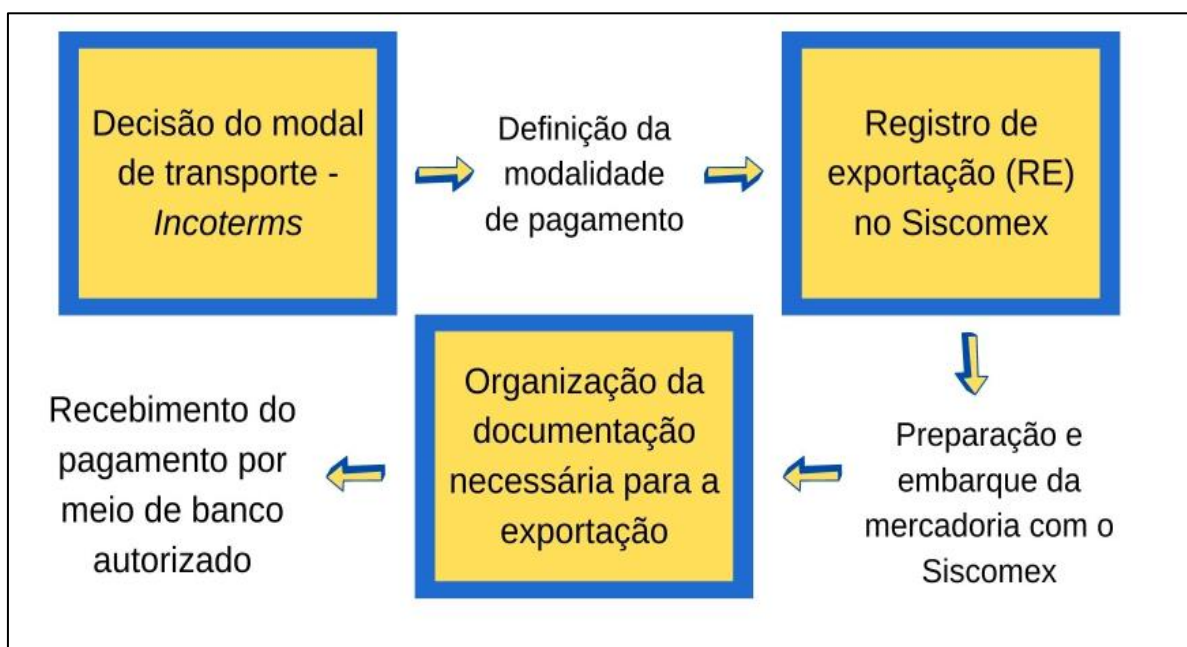 Decisão do modal
de transporte -
Incoterms
Definição da
modalidade
de pagamento
Registro de
exportação (RE)
no Siscomex
Preparação e
embarque da
mercadoria com o
Siscomex
Organização da
documentação
necessária para a
exportação
Recebimento do
pagamento por
meio de banco
autorizado